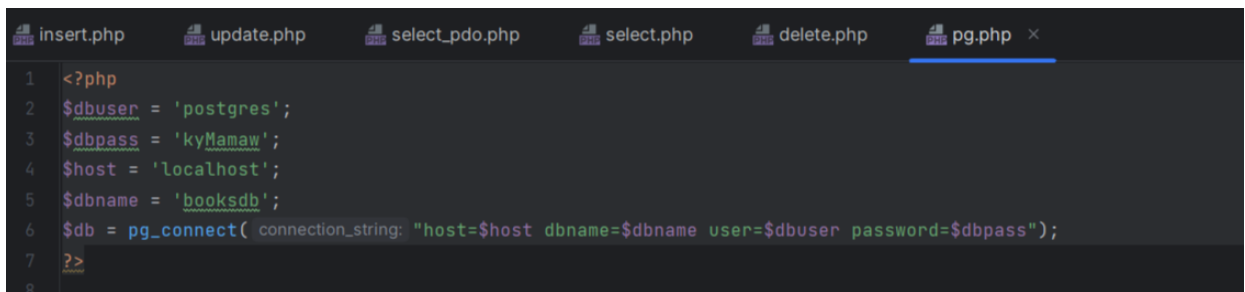 insert.php update.php select_pdo.php select.php delete.php pg.php ×
1 <?php
2 $dbuser = 'postgres';
3 $dbpass = 'kyMamaw';
4 $host = 'localhost';
5 $dbname = 'booksdb';
6 $db = pg_connect( connection_string: "host=$host dbname=$dbname user=$dbuser password=$dbpass");
7 ?>
8